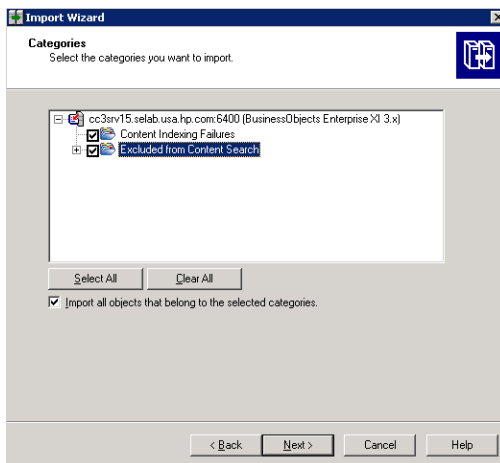 Import Wizard
Categories
Select the categories you want to import.
cc3srv15.selab.usa.hp.com:6400 (BusinessObjects Enterprise XI 3.x)
Content Indexing Failures
Excluded from Content Search
Select All Clear All
Import all objects that belong to the selected categories.
< Back Next > Cancel Help